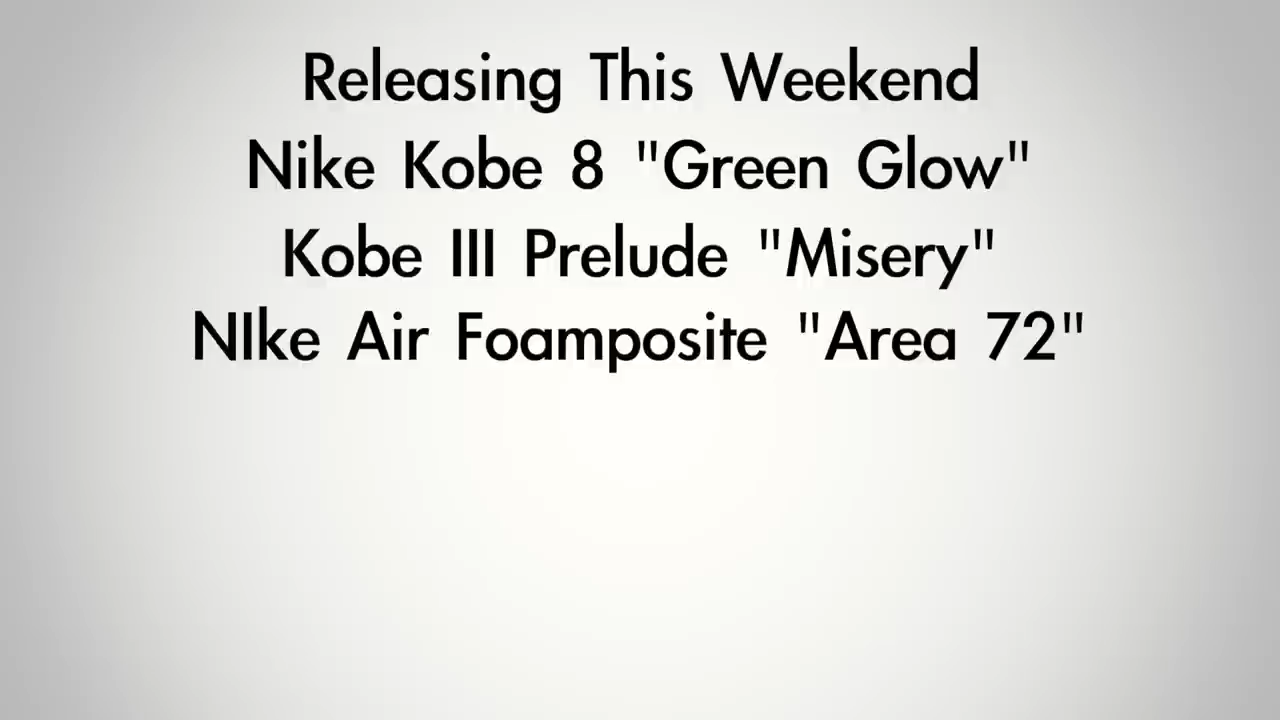 Releasing This Weekend
Nike Kobe 8 "Green Glow"
Kobe III Prelude "Misery"
NIke Air Foamposite "Area 72"